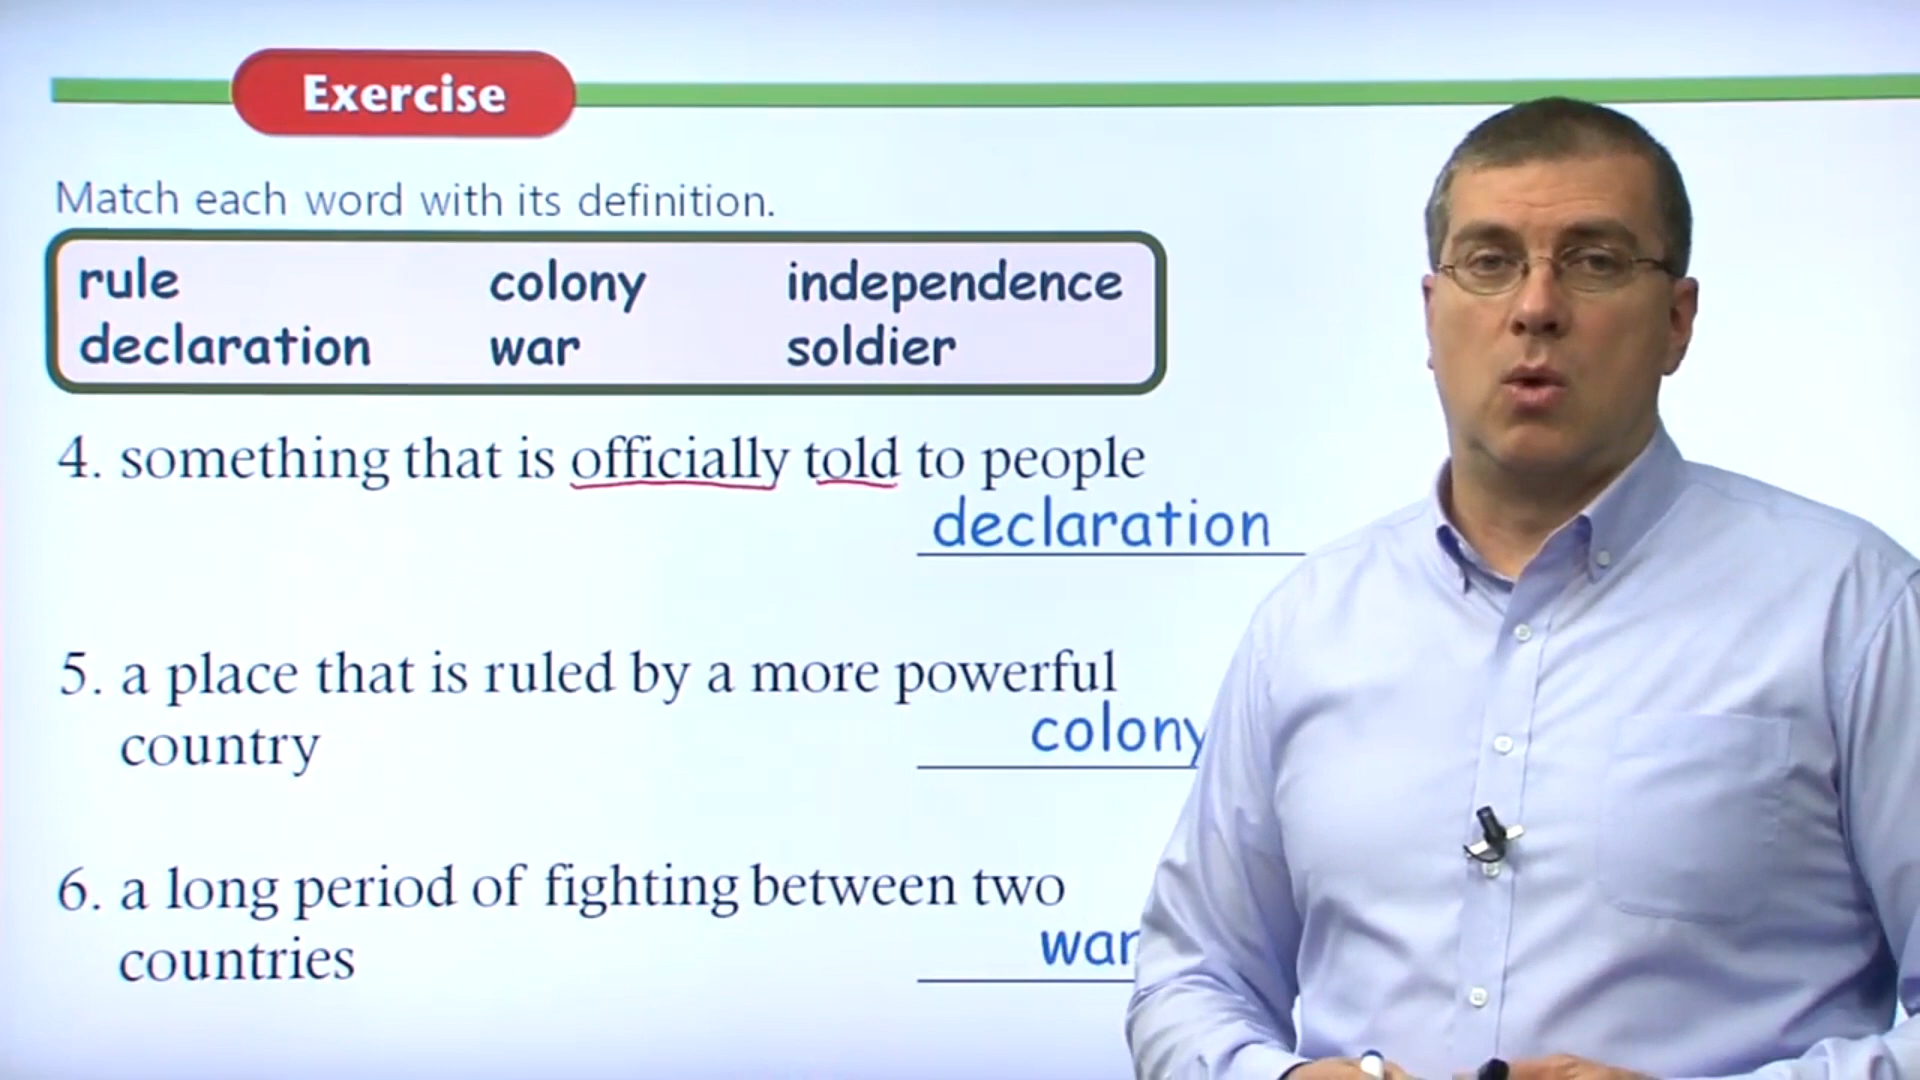 Exercise
Match each word with its definition.
rule colony independence
declaration war soldier
4. something that is officially told to people
declaration
5. a place that is ruled by a more powerful
country
colony
6. a long period of fighting between two
countries
war